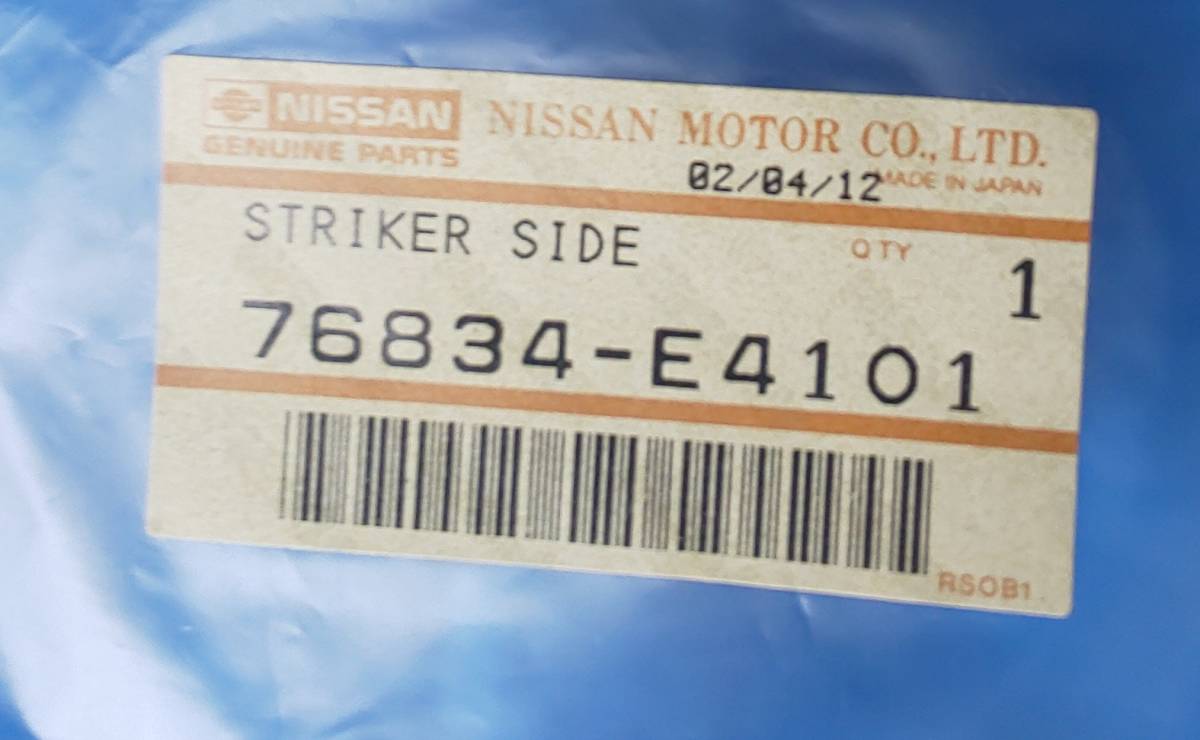 NISSAN
GENUINE PARTS
NISSAN MOTOR CO., LTD.
02/04/12 MADE IN JAPAN
STRIKER SIDE
QTY 1
76834-E4101
RSOB1